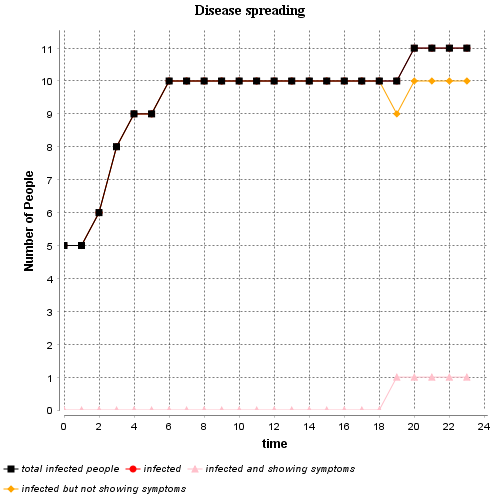 Disease spreading
11
10
9
8
7
6
5
4
3
2
1
0
Number of People
0 2 4 6 8 10 12 14 16 18 20 22 24
time
total infected people infected infected and showing symptoms
infected but not showing symptoms